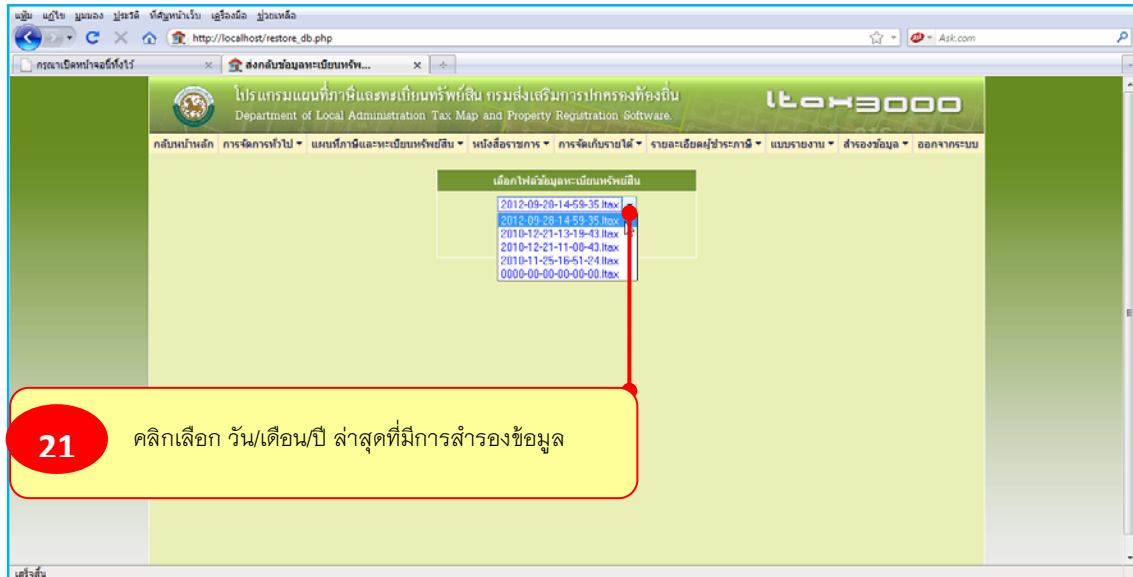 แฟ้ม แก้ไข มุมมอง ประวัติ ที่คั่นหน้าเว็บ เครื่องมือ ช่วยเหลือ
http://localhost/restore_db.php
Ask.com
กรุณาเปิดหน้าจอนี้ทิ้งไว้
ส่งกลับข้อมูลทะเบียนทรัพ...
โปรแกรมแผนที่ภาษีและทะเบียนทรัพย์สิน กรมส่งเสริมการปกครองท้องถิ่น
Department of Local Administration Tax Map and Property Registration Software.
ltax3000
กลับหน้าหลัก การจัดการทั่วไป แผนที่ภาษีและทะเบียนทรัพย์สิน หนังสือราชการ การจัดเก็บรายได้ รายละเอียดผู้ชำระภาษี แบบรายงาน สำรองข้อมูล ออกจากระบบ
เลือกไฟล์ข้อมูลทะเบียนทรัพย์สิน
2012-09-28-14-59-35.ltax
2012-09-28-14-59-35.ltax
2010-12-21-13-19-43.ltax
2010-12-21-11-08-43.ltax
2010-11-25-16-51-24.ltax
0000-00-00-00-00-00.ltax
21
คลิกเลือก วัน/เดือน/ปี ล่าสุดที่มีการสำรองข้อมูล
เสร็จสิ้น